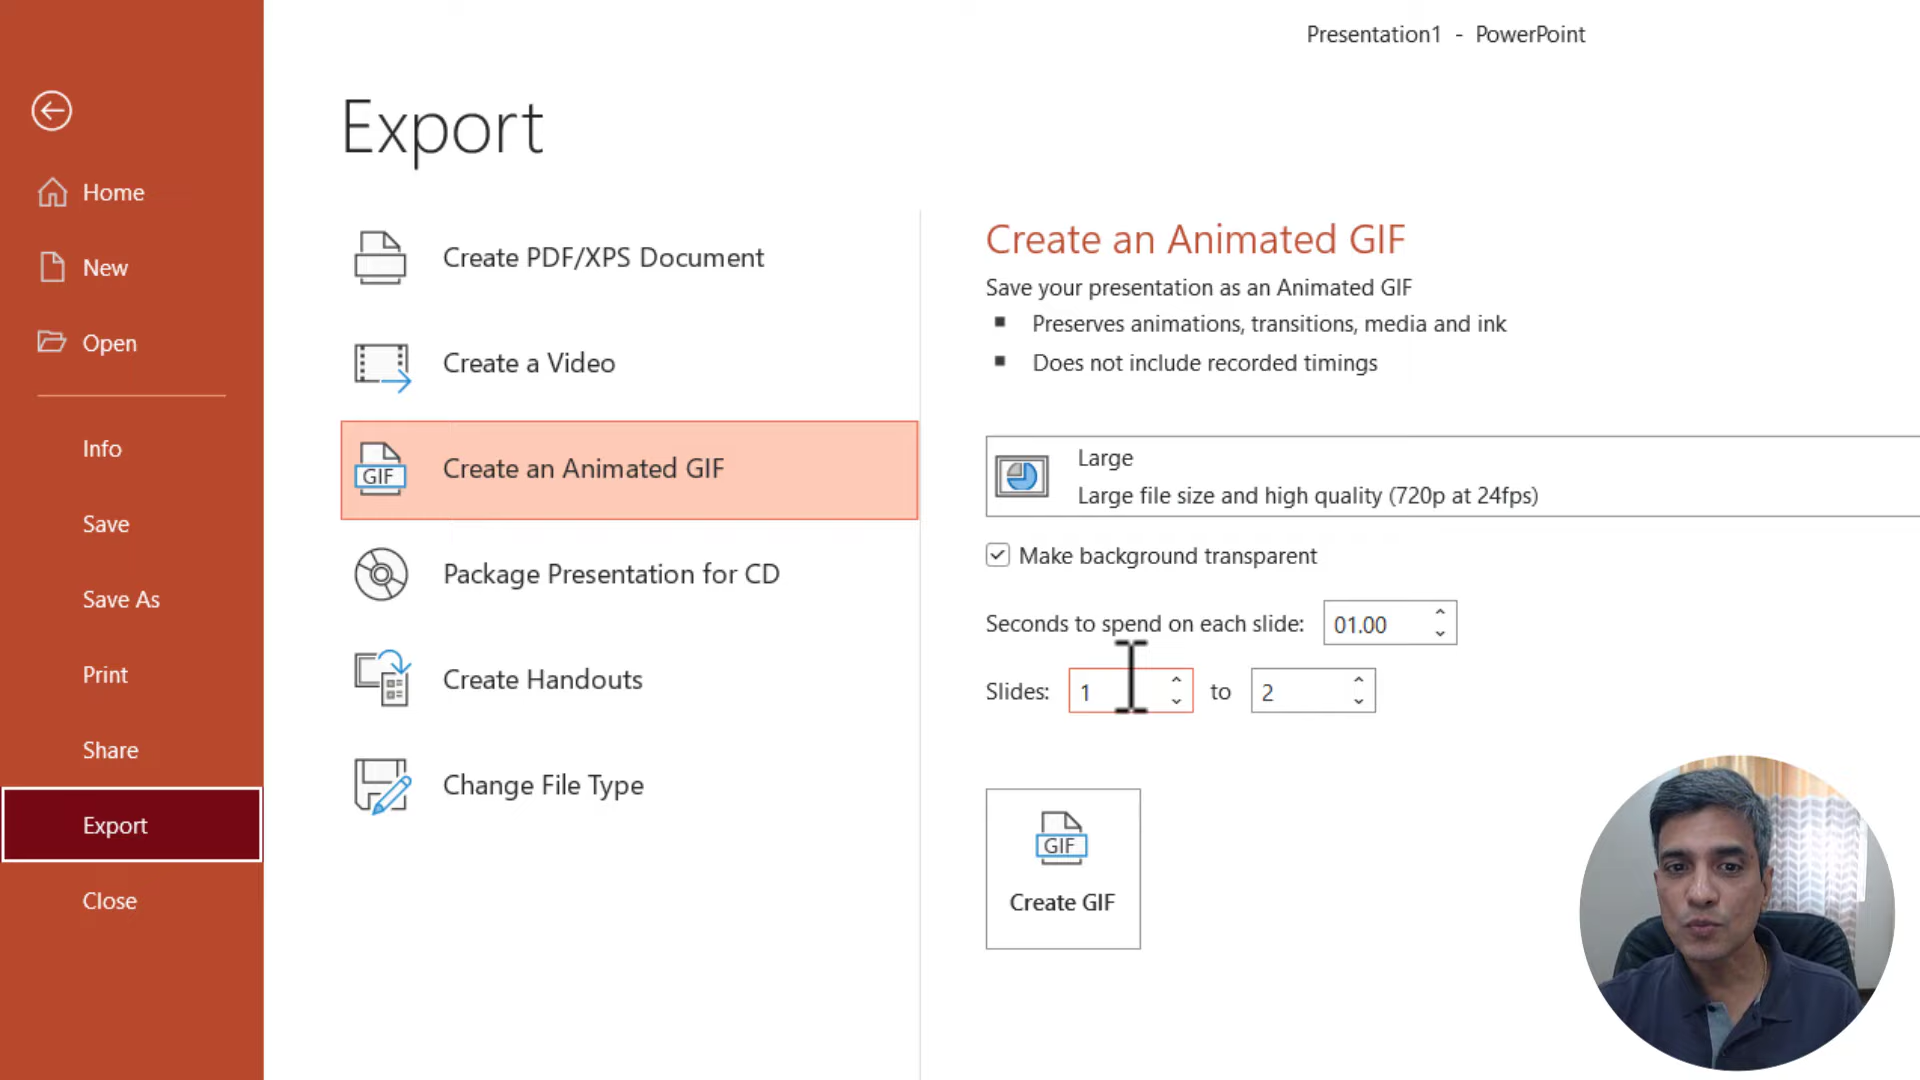 Presentation1 - PowerPoint
Export
Home
New
Open
Info
Save
Save As
Print
Share
Export
Close
Create PDF/XPS Document
Create a Video
GIF
Create an Animated GIF
Package Presentation for CD
Create Handouts
Change File Type
Create an Animated GIF
Save your presentation as an Animated GIF
Preserves animations, transitions, media and ink
Does not include recorded timings
Large
Large file size and high quality (720p at 24fps)
Make background transparent
Seconds to spend on each slide: 01.00
Slides: 1 to 2
GIF
Create GIF